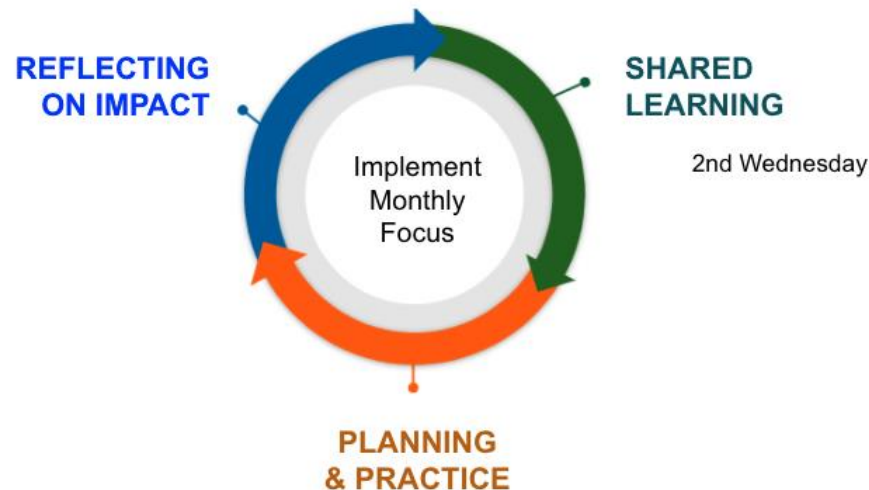 REFLECTING
ON IMPACT
SHARED
LEARNING
2nd Wednesday
Implement
Monthly
Focus
PLANNING
& PRACTICE